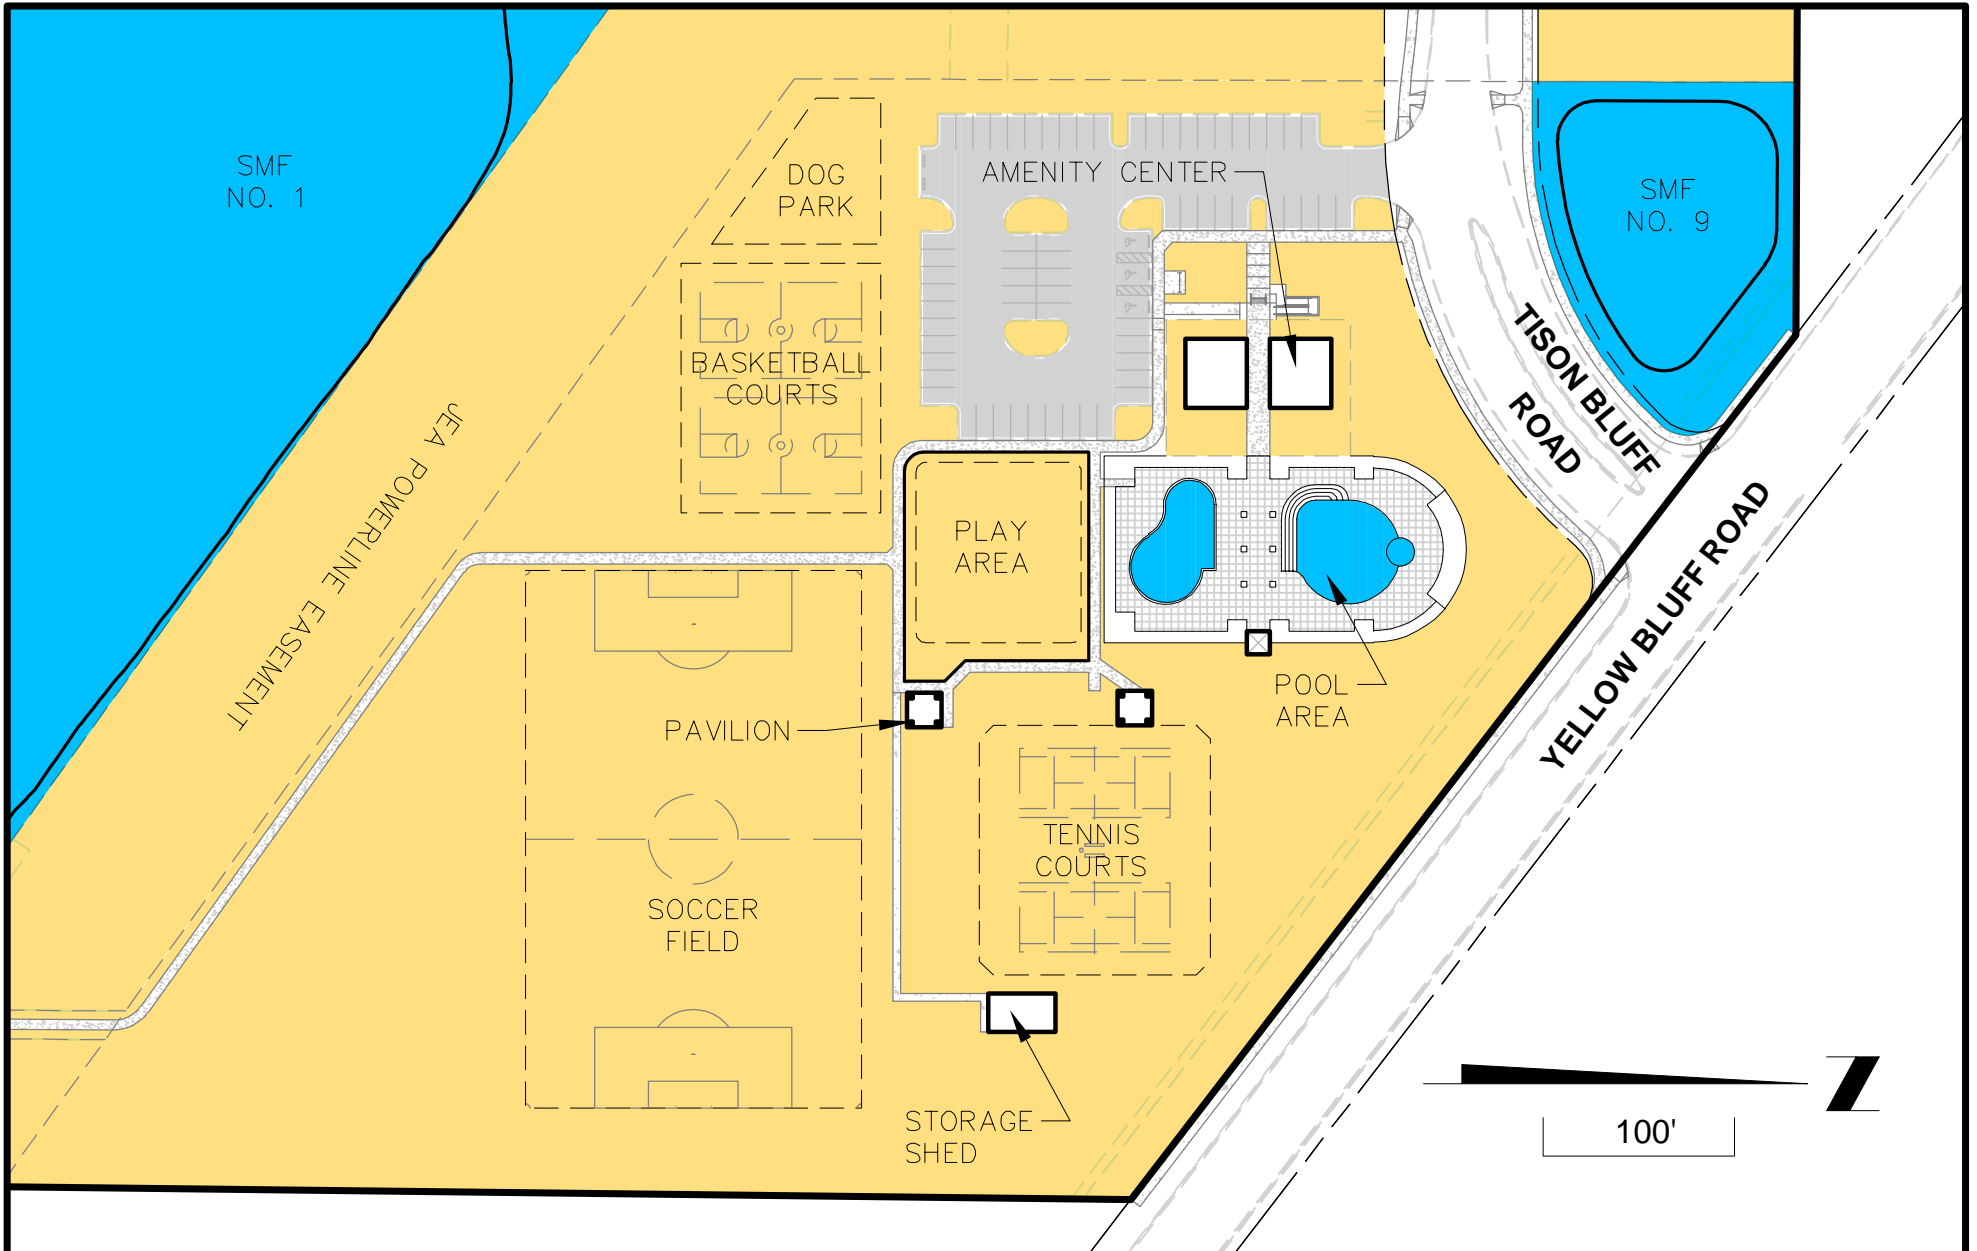 SMF
NO. 1
DOG
PARK
AMENITY CENTER
SMF
NO. 9
BASKETBALL
COURTS
TISON BLUFF
ROAD
JEA POWERLINE EASEMENT
PLAY
AREA
YELLOW BLUFF ROAD
POOL
AREA
PAVILION
TENNIS
COURTS
SOCCER
FIELD
STORAGE
SHED
Z
100'